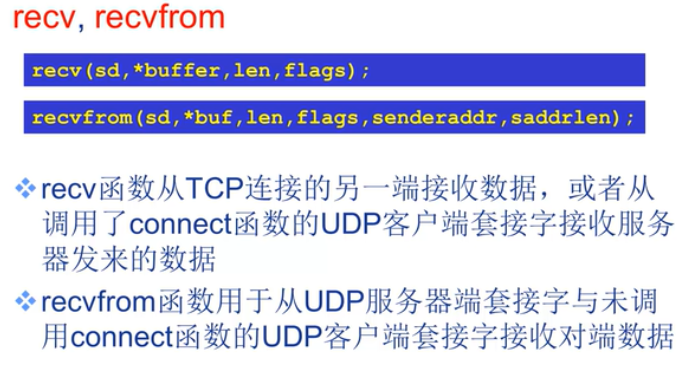 recv, recvfrom
recv(sd,*buffer,len,flags);
recvfrom(sd,*buf,len,flags,senderaddr,saddrlen);
❖recv函数从TCP连接的另一端接收数据，或者从
调用了connect函数的UDP客户端套接字接收服务
器发来的数据
❖recvfrom函数用于从UDP服务器端套接字与未调
用connect函数的UDP客户端套接字接收对端数据